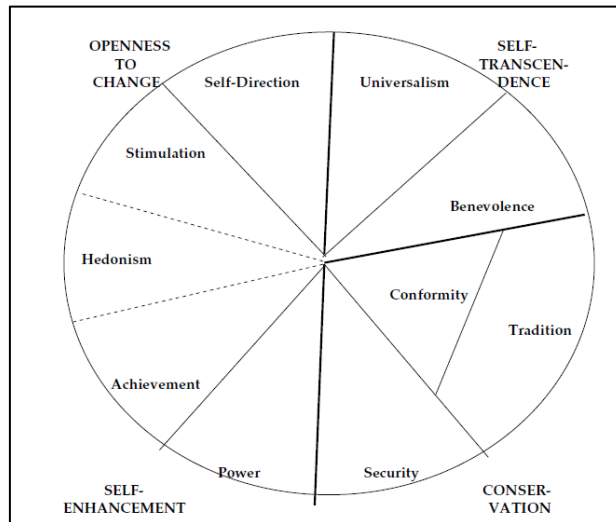 OPENNESS
TO
CHANGE
SELF-
TRANSCEN-
DENCE
Self-Direction
Universalism
Stimulation
Benevolence
Hedonism
Conformity
Tradition
Achievement
Power
Security
SELF-
ENHANCEMENT
CONSER-
VATION